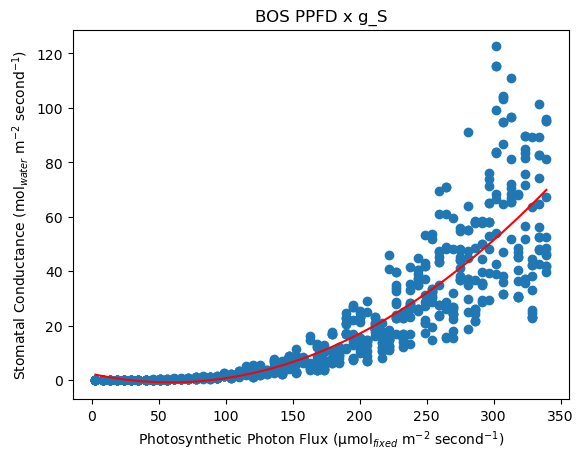 BOS PPFD x g_S
Stomatal Conductance (mol_water m⁻² second⁻¹)
120
100
80
60
40
20
0
0 50 100 150 200 250 300 350
Photosynthetic Photon Flux (μmol_fixed m⁻² second⁻¹)